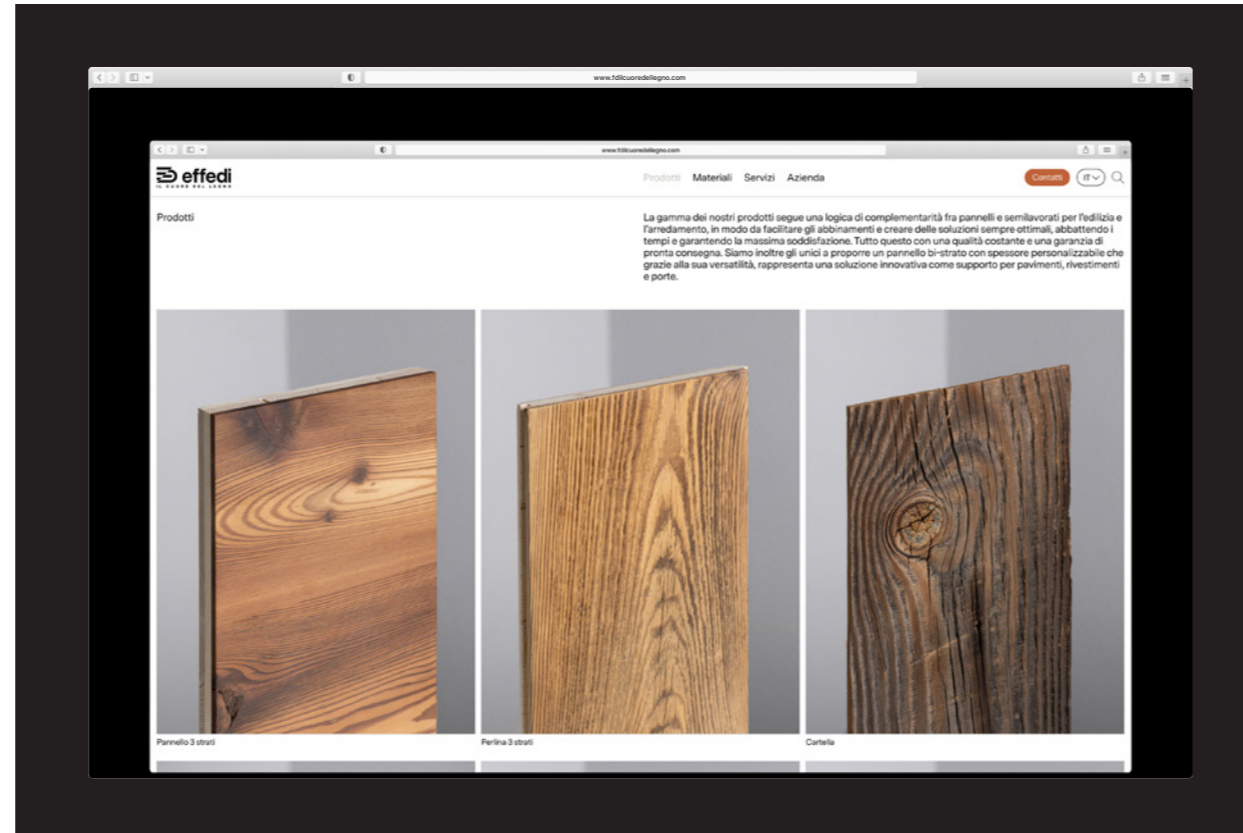 www.fdilcuoredellegno.com
www.fdilcuoredellegno.com
effedi
IL CUORE DEL LEGNO
Prodotti Materiali Servizi Azienda
Contatti IT
Prodotti
La gamma dei nostri prodotti segue una logica di complementarità fra pannelli e semilavorati per l'edilizia e
l'arredamento, in modo da facilitare gli abbinamenti e creare delle soluzioni sempre ottimali, abbattendo i
tempi e garantendo la massima soddisfazione. Tutto questo con una qualità costante e una garanzia di
pronta consegna. Siamo inoltre gli unici a proporre un pannello bi-strato con spessore personalizzabile che
grazie alla sua versatilità, rappresenta una soluzione innovativa come supporto per pavimenti, rivestimenti
e porte.
Pannello 3 strati
Perlina 3 strati
Cartella